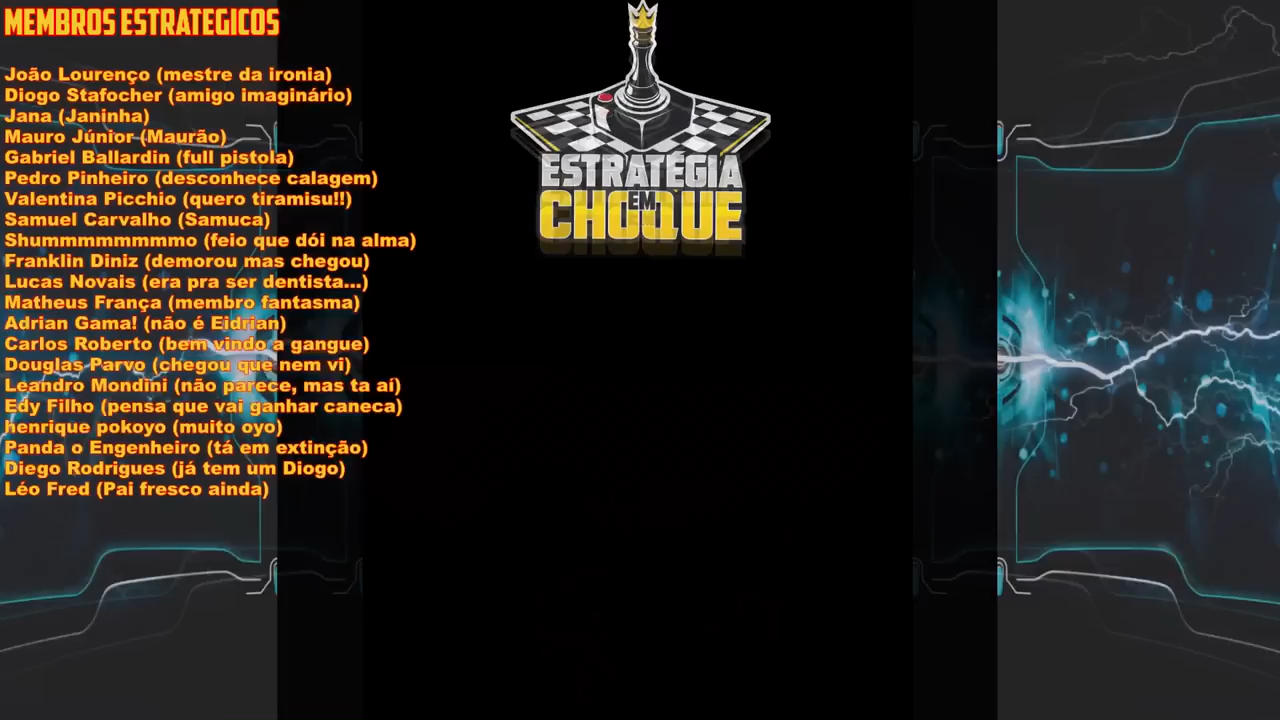 MEMBROS ESTRATEGICOS
João Lourenço (mestre da ironia)
Diogo Stafocher (amigo imaginário)
Jana (Janinha)
Mauro Júnior (Maurão)
Gabriel Ballardin (full pistola)
Pedro Pinheiro (desconhece calagem)
Valentina Picchio (quero tiramisu!!)
Samuel Carvalho (Samuca)
Shummmmmmmmo (feio que dói na alma)
Franklin Diniz (demorou mas chegou)
Lucas Novais (era pra ser dentista...)
Matheus França (membro fantasma)
Adrian Gama! (não é Eidrian)
Carlos Roberto (bem vindo a gangue)
Douglas Parvo (chegou que nem vi)
Leandro Mondini (não parece, mas ta aí)
Edy Filho (pensa que vai ganhar caneca)
henrique pokoyo (muito oyo)
Panda o Engenheiro (tá em extinção)
Diego Rodrigues (já tem um Diogo)
Léo Fred (Pai fresco ainda)
ESTRATÉGIA
EM
CHOQUE